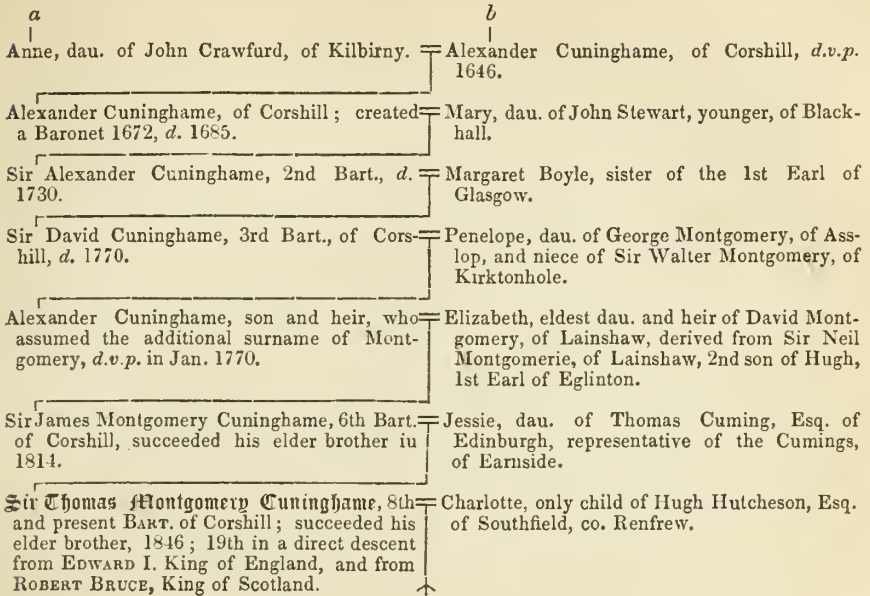 a
b
Anne, dau. of John Crawfurd, of Kilbirny.
Alexander Cuninghame, of Corshill, d.v.p.
1646.
Alexander Cuninghame, of Corshill; created
a Baronet 1672, d. 1685.
Mary, dau. of John Stewart, younger, of Black-
hall.
Sir Alexander Cuninghame, 2nd Bart., d.
1730.
Margaret Boyle, sister of the 1st Earl of
Glasgow.
Sir David Cuninghame, 3rd Bart., of Cors-
hill, d. 1770.
Penelope, dau. of George Montgomery, of Ass-
lop, and niece of Sir Walter Montgomery, of
Kirktonhole.
Alexander Cuninghame, son and heir, who
assumed the additional surname of Mont-
gomery, d.v.p. in Jan. 1770.
Elizabeth, eldest dau. and heir of David Mont-
gomery, of Lainshaw, derived from Sir Neil
Montgomerie, of Lainshaw, 2nd son of Hugh,
1st Earl of Eglinton.
Sir James Montgomery Cuninghame, 6th Bart.
of Corshill, succeeded his elder brother iu
1814.
Jessie, dau. of Thomas Cuming, Esq. of
Edinburgh, representative of the Cumings,
of Earnside.
Sir Thomas Montgomery Cuninghame, 8th
and present BART. of Corshill; succeeded his
elder brother, 1846; 19th in a direct descent
from EDWARD I. King of England, and from
ROBERT BRUCE, King of Scotland.
Charlotte, only child of Hugh Hutcheson, Esq.
of Southfield, co. Renfrew.